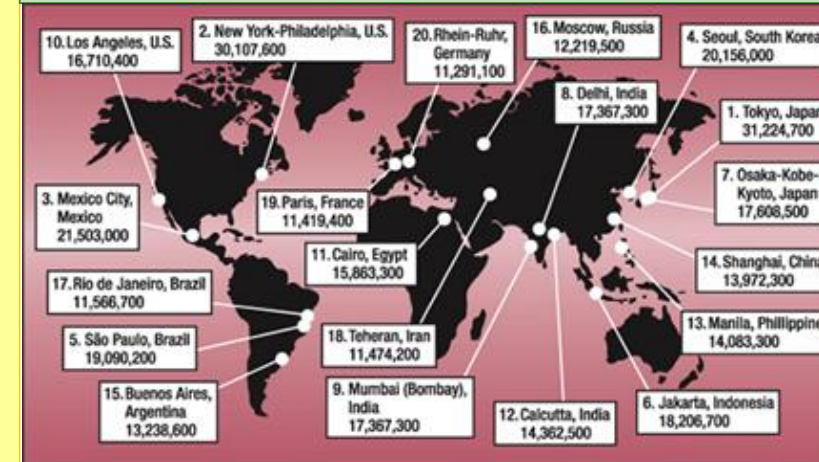 10. Los Angeles, U.S.
16,710,400
2. New York-Philadelphia, U.S.
30,107,600
20. Rhein-Ruhr,
Germany
11,291,100
16. Moscow, Russia
12,219,500
4. Seoul, South Korea
20,156,000
8. Delhi, India
17,367,300
1. Tokyo, Japan
31,224,700
7. Osaka-Kobe-
Kyoto, Japan
17,608,500
3. Mexico City,
Mexico
21,503,000
19. Paris, France
11,419,400
11. Cairo, Egypt
15,863,300
14. Shanghai, China
13,972,300
17. Rio de Janeiro, Brazil
11,566,700
5. São Paulo, Brazil
19,090,200
18. Teheran, Iran
11,474,200
13. Manila, Phillippine
14,083,300
15. Buenos Aires,
Argentina
13,238,600
9. Mumbai (Bombay),
India
17,367,300
12. Calcutta, India
14,362,500
6. Jakarta, Indonesia
18,206,700